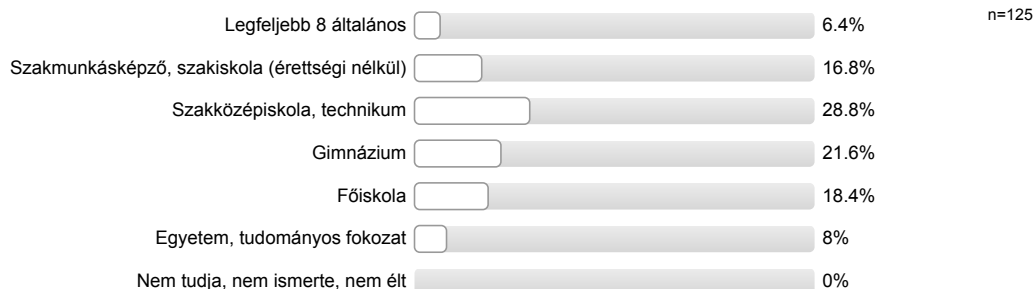 Legfeljebb 8 általános 6.4% n=125
Szakmunkásképző, szakiskola (érettségi nélkül) 16.8%
Szakközépiskola, technikum 28.8%
Gimnázium 21.6%
Főiskola 18.4%
Egyetem, tudományos fokozat 8%
Nem tudja, nem ismerte, nem élt 0%